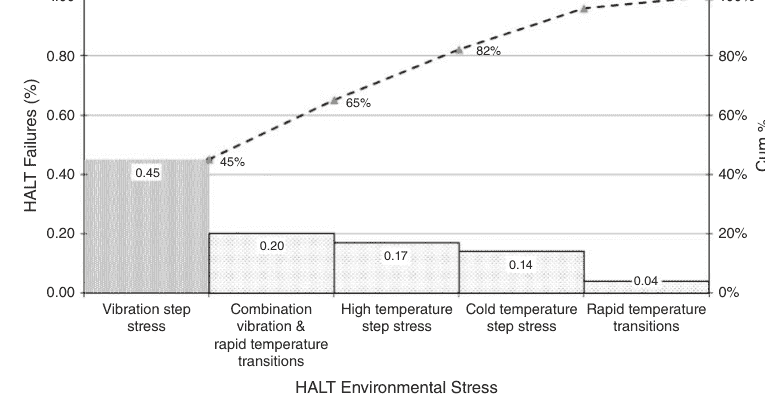 0.80
0.60
0.40
0.20
0.00
HALT Failures (%)
80%
60%
40%
20%
0%
Cum %
45%
65%
82%
0.45
0.20
0.17
0.14
0.04
Vibration step
stress
Combination
vibration &
rapid temperature
transitions
High temperature
step stress
Cold temperature
step stress
Rapid temperature
transitions
HALT Environmental Stress